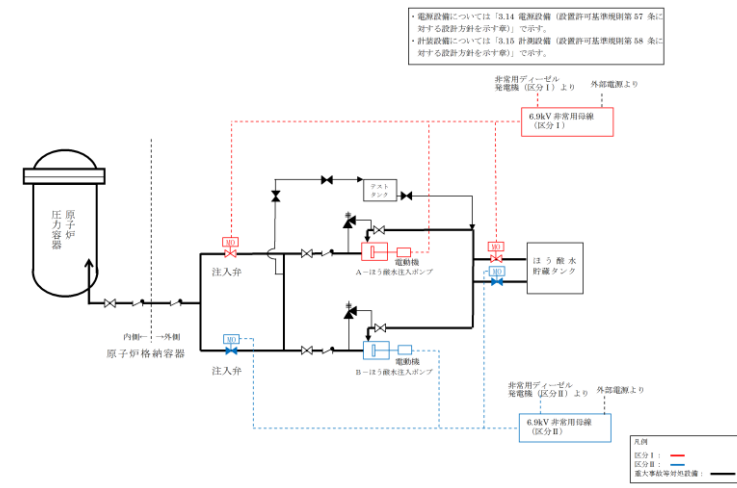 ・電源設備については「3.14 電源設備（設置許可基準規則第 57 条に
対する設計方針を示す章）」で示す。
・計装設備については「3.15 計測設備（設置許可基準規則第 58 条に
対する設計方針を示す章）」で示す。
非常用ディーゼル
発電機（区分Ⅰ）より
外部電源より
6.9kV 非常用母線
（区分Ⅰ）
テスト
タンク
原子炉
圧力容器
MO
MO
注入弁
電動機
A－ほう酸水注入ポンプ
ほう酸水
貯蔵タンク
MO
内側←
→外側
原子炉格納容器
MO
注入弁
電動機
B－ほう酸水注入ポンプ
非常用ディーゼル
発電機（区分Ⅱ）より
外部電源より
6.9kV 非常用母線
（区分Ⅱ）
凡例
区分Ⅰ：
区分Ⅱ：
重大事故等対処設備：